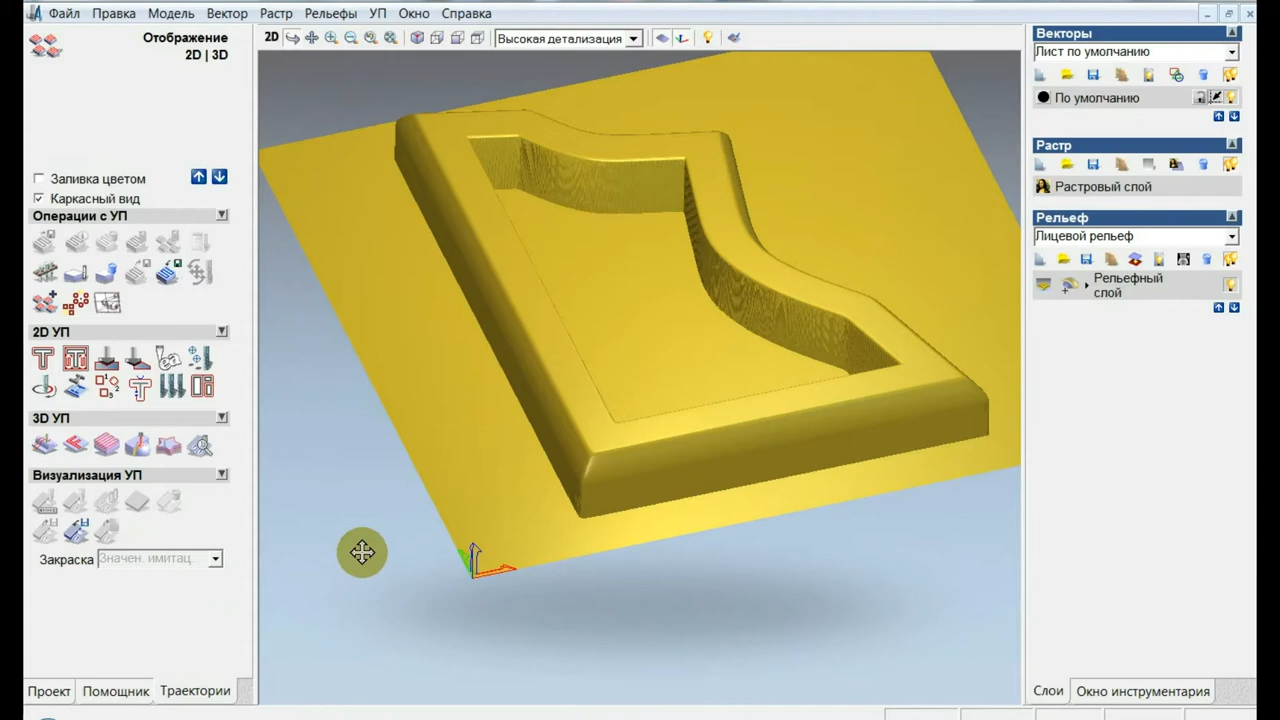 Файл Правка Модель Вектор Растр Рельефы УП Окно Справка
Отображение
2D | 3D
Запивка цветом
Каркасный вид
Операции с УП
2D УП
3D УП
Визуализация УП
Закраска Значен. имитац.
Проект Помощник Траектории
2D Высокая детализация
Векторы
Лист по умолчанию
По умолчанию
Растр
Растровый слой
Рельеф
Лицевой рельеф
Рельефный
слой
Слои Окно инструментария